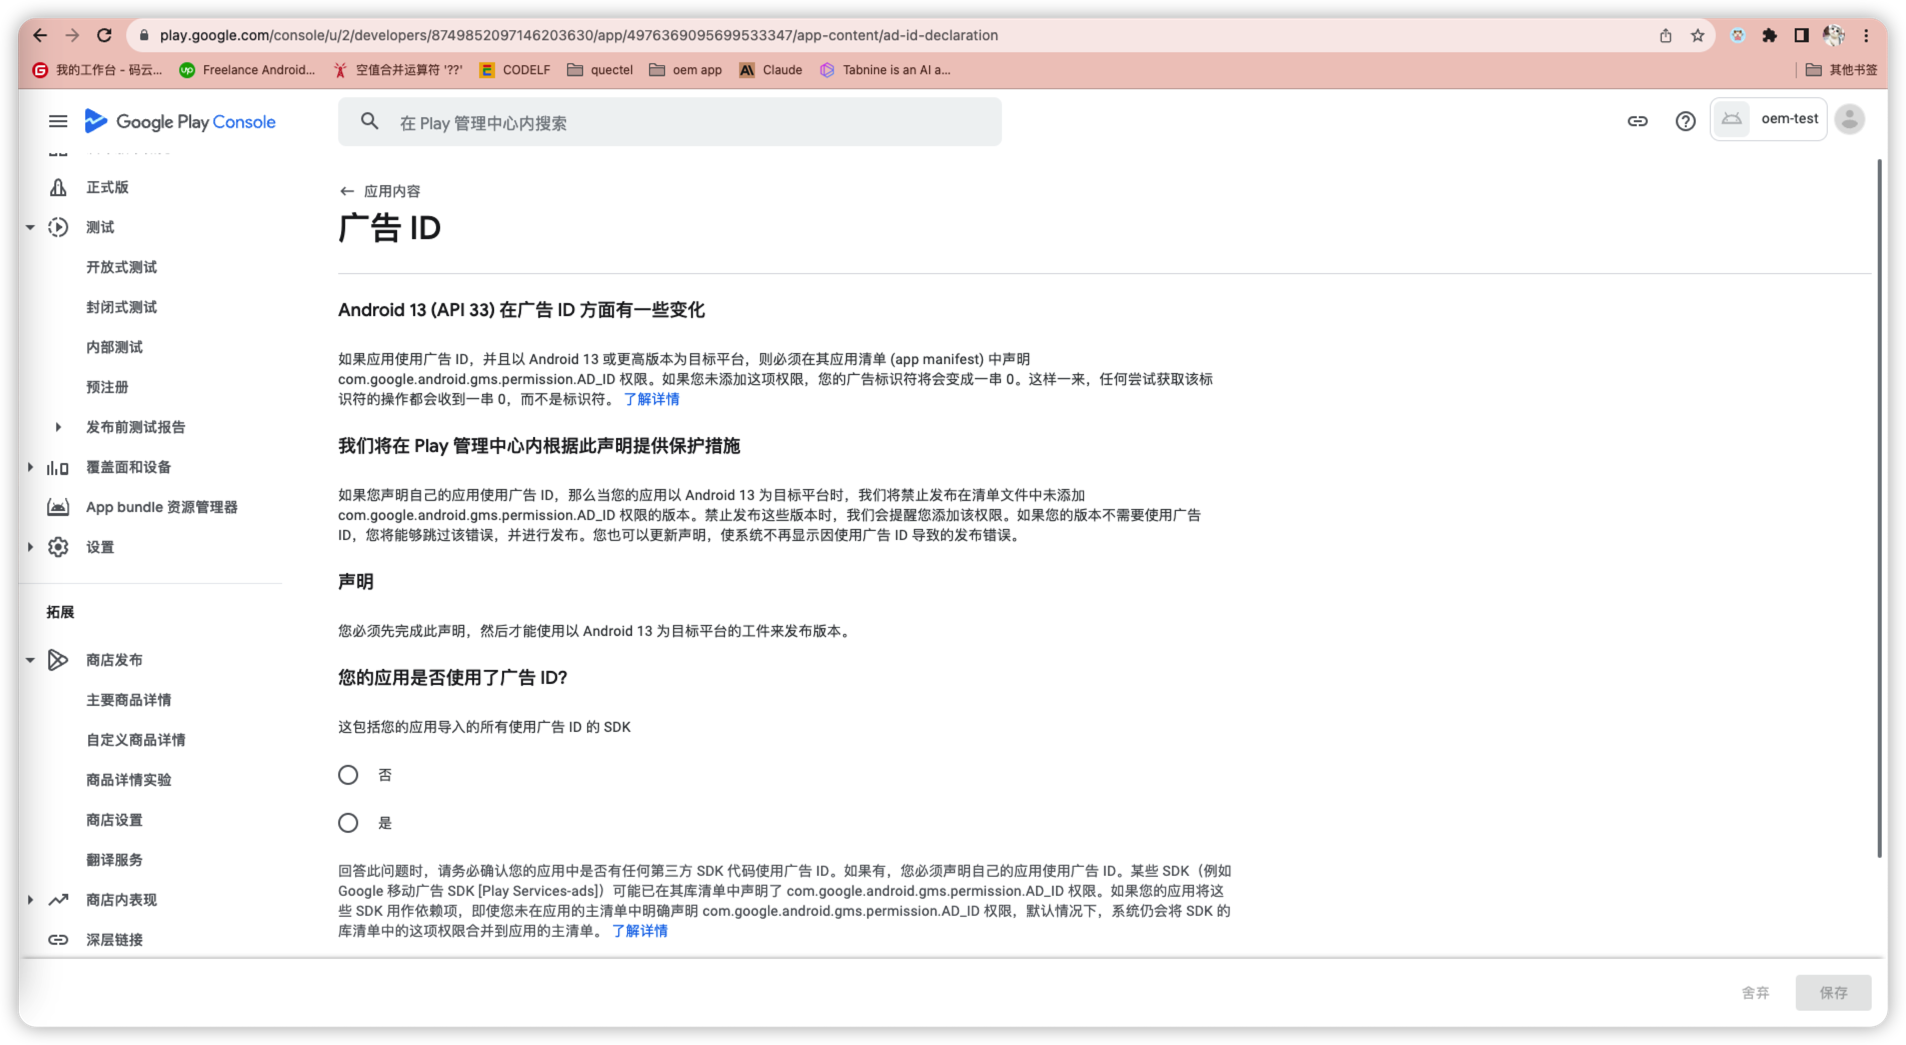 play.google.com/console/u/2/developers/8749852097146203630/app/4976369095699533347/app-content/ad-id-declaration
我的工作台 - 码云...
Freelance Android...
空值合并运算符 '??'
CODELF
quectel
oem app
Claude
Tabnine is an AI a...
其他书签
Google Play Console
在 Play 管理中心内搜索
oem-test
正式版
测试
开放式测试
封闭式测试
内部测试
预注册
发布前测试报告
覆盖面和设备
App bundle 资源管理器
设置
拓展
商店发布
主要商品详情
自定义商品详情
商品详情实验
商店设置
翻译服务
商店内表现
深层链接
应用内容
广告 ID
Android 13 (API 33) 在广告 ID 方面有一些变化
如果应用使用广告 ID，并且以 Android 13 或更高版本为目标平台，则必须在其应用清单 (app manifest) 中声明
com.google.android.gms.permission.AD_ID 权限。如果您未添加这项权限，您的广告标识符将会变成一串 0。这样一来，任何尝试获取该标
识符的操作都会收到一串 0，而不是标识符。 了解详情
我们将在 Play 管理中心内根据此声明提供保护措施
如果您声明自己的应用使用广告 ID，那么当您的应用以 Android 13 为目标平台时，我们将禁止发布在清单文件中未添加
com.google.android.gms.permission.AD_ID 权限的版本。禁止发布这些版本时，我们会提醒您添加该权限。如果您的版本不需要使用广告
ID，您将能够跳过该错误，并进行发布。您也可以更新声明，使系统不再显示因使用广告 ID 导致的发布错误。
声明
您必须先完成此声明，然后才能使用以 Android 13 为目标平台的工件来发布版本。
您的应用是否使用了广告 ID?
这包括您的应用导入的所有使用广告 ID 的 SDK
否
是
回答此问题时，请务必确认您的应用中是否有任何第三方 SDK 代码使用广告 ID。如果有，您必须声明自己的应用使用广告 ID。某些 SDK（例如
Google 移动广告 SDK [Play Services-ads]）可能已在其库清单中声明了 com.google.android.gms.permission.AD_ID 权限。如果您的应用将这
些 SDK 用作依赖项，即使您未在应用的主清单中明确声明 com.google.android.gms.permission.AD_ID 权限，默认情况下，系统仍会将 SDK 的
库清单中的这项权限合并到应用的主清单。 了解详情
舍弃
保存